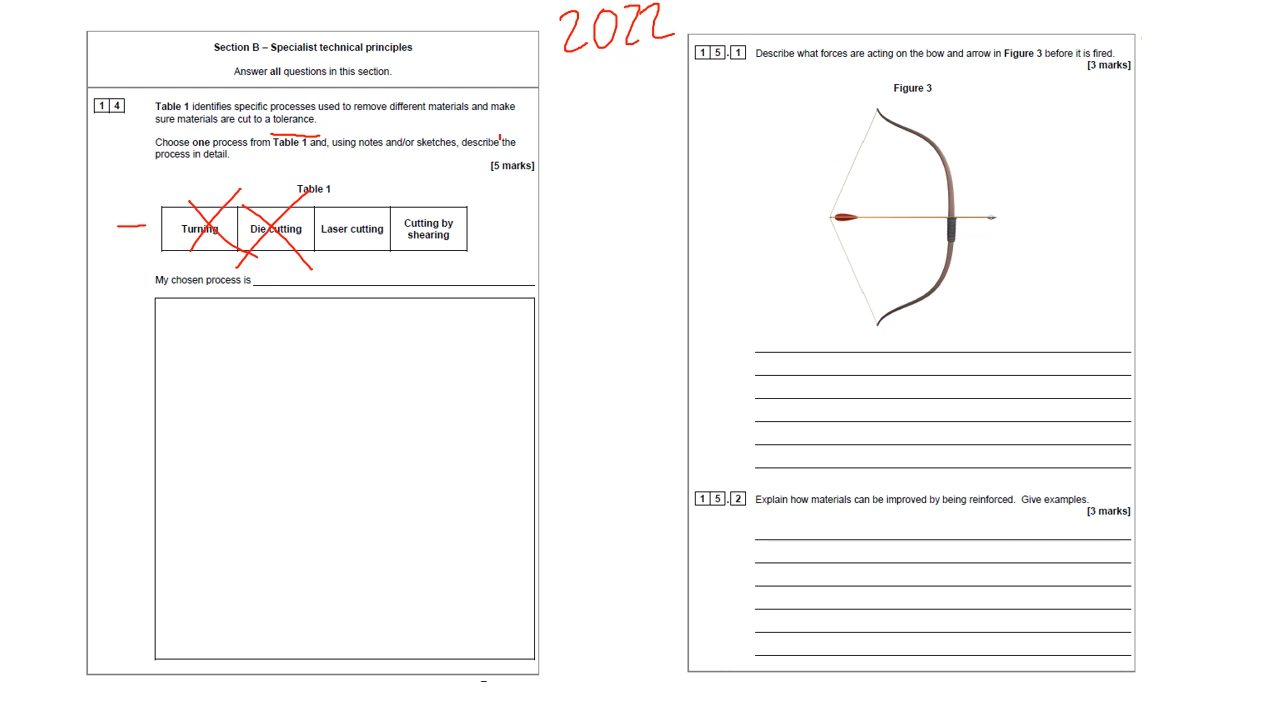 2022
Section B – Specialist technical principles
Answer all questions in this section.
1 4
Table 1 identifies specific processes used to remove different materials and make
sure materials are cut to a tolerance.
Choose one process from Table 1 and, using notes and/or sketches, describe the
process in detail.
[5 marks]
Table 1
Turning Die cutting Laser cutting Cutting by
shearing
My chosen process is
1 5 . 1 Describe what forces are acting on the bow and arrow in Figure 3 before it is fired.
[3 marks]
Figure 3
1 5 . 2 Explain how materials can be improved by being reinforced. Give examples.
[3 marks]